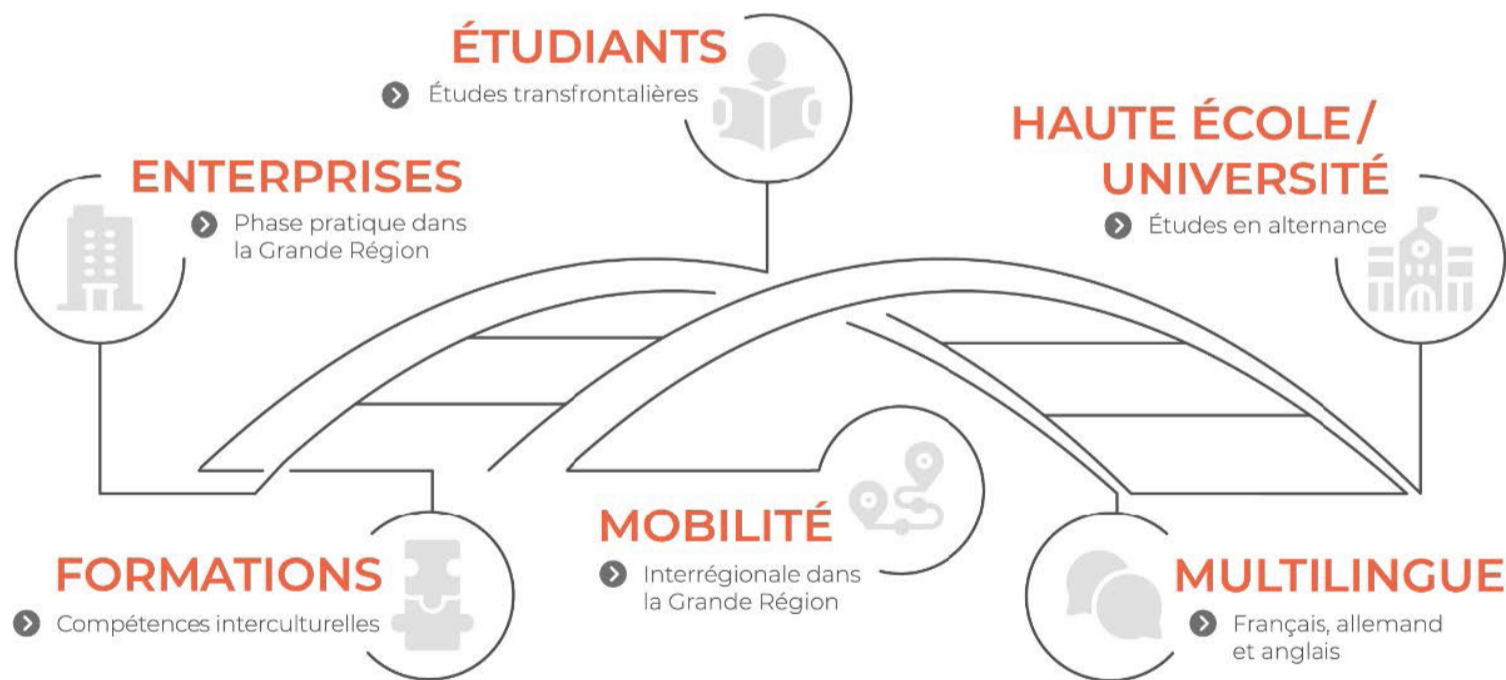 ÉTUDIANTS
Études transfrontalières
HAUTE ÉCOLE/
UNIVERSITÉ
Études en alternance
ENTERPRISES
Phase pratique dans
la Grande Région
MOBILITÉ
Interrégionale dans
la Grande Région
FORMATIONS
Compétences interculturelles
MULTILINGUE
Français, allemand
et anglais